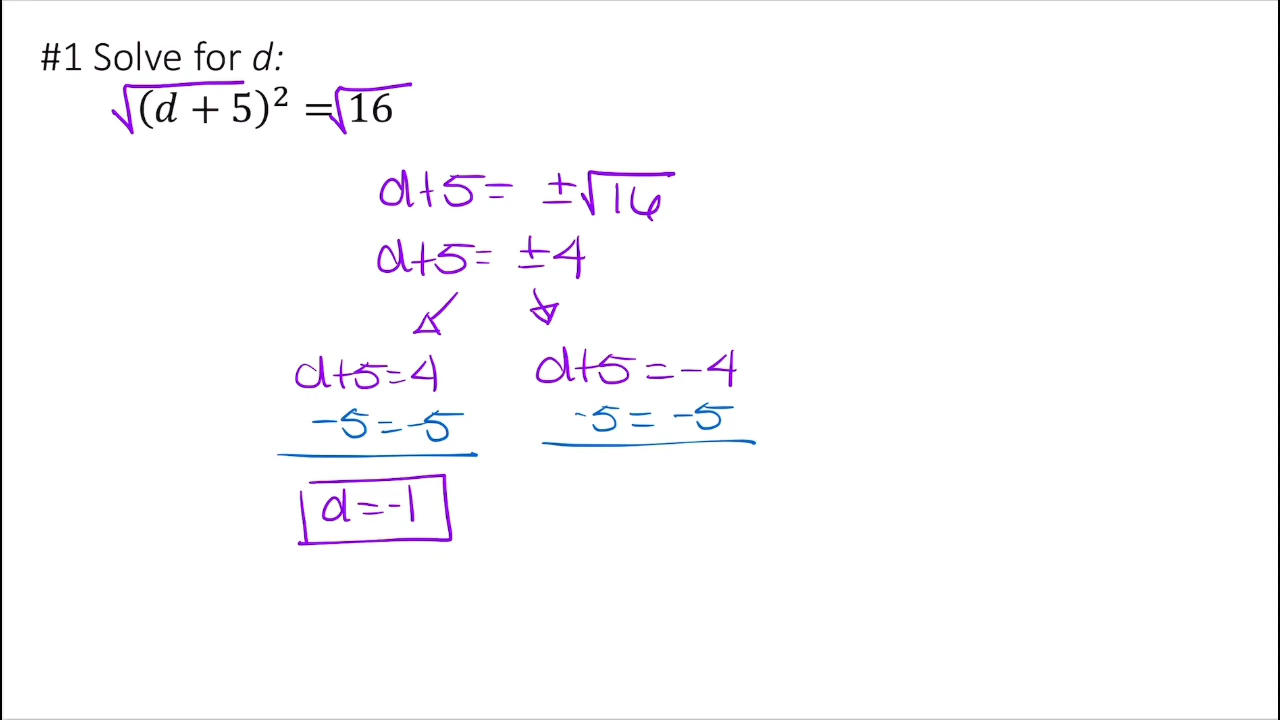 #1 Solve for d:
√(d + 5)² = √16
d+5 = ±√16
d+5 = ±4
d+5=4 d+5=-4
-5=-5 -5=-5
d=-1